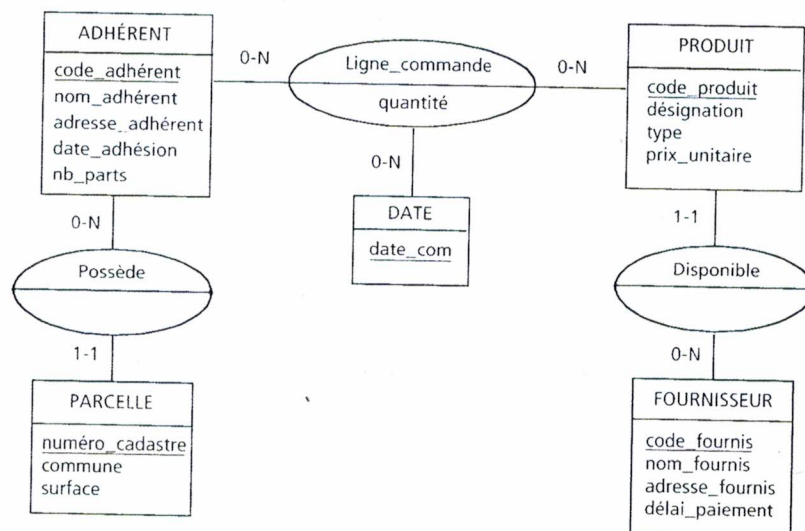 ADHÉRENT
code_adhérent
nom_adhérent
adresse_adhérent
date_adhésion
nb_parts
0-N
Ligne_commande
quantité
0-N
PRODUIT
code_produit
désignation
type
prix_unitaire
0-N
DATE
date_com
0-N
Possède
1-1
1-1
Disponible
0-N
PARCELLE
numéro_cadastre
commune
surface
FOURNISSEUR
code_fournis
nom_fournis
adresse_fournis
délai_paiement